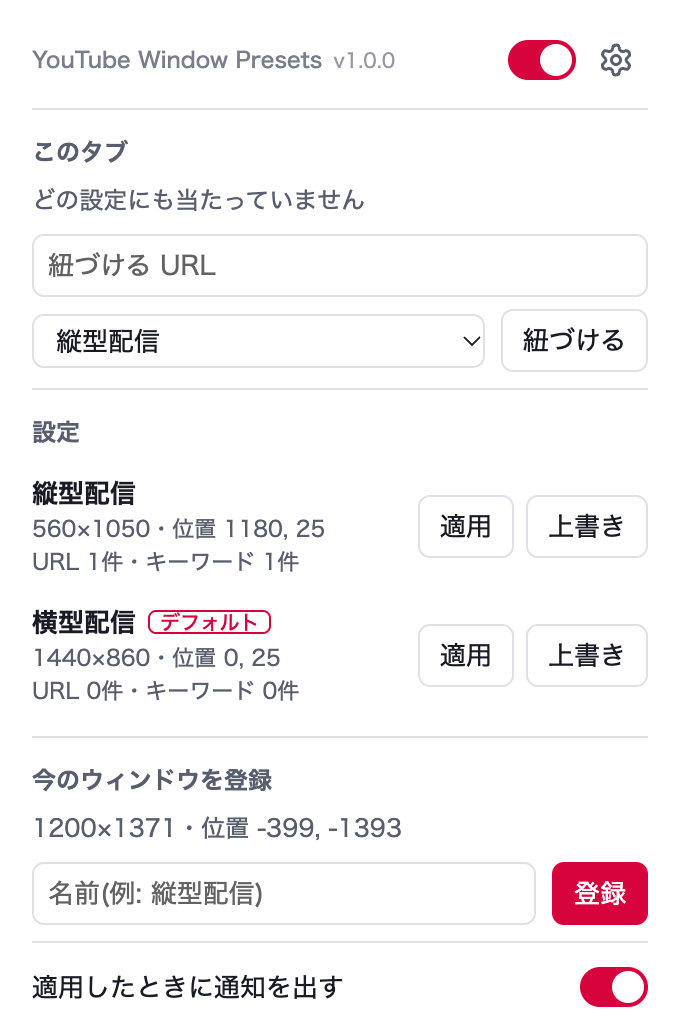 YouTube Window Presets v1.0.0
このタブ
どの設定にも当たっていません
紐づける URL
縦型配信
紐づける
設定
縦型配信
560×1050・位置 1180, 25
URL 1件・キーワード 1件
適用
上書き
横型配信 デフォルト
1440×860・位置 0, 25
URL 0件・キーワード 0件
適用
上書き
今のウィンドウを登録
1200×1371・位置 -399, -1393
名前(例: 縦型配信)
登録
適用したときに通知を出す